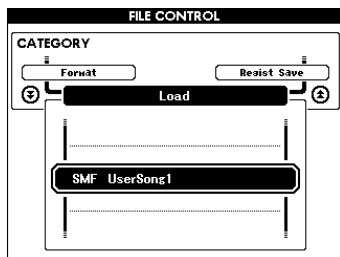 FILE CONTROL
CATEGORY
Format
Regist Save
Load
SMF UserSong1